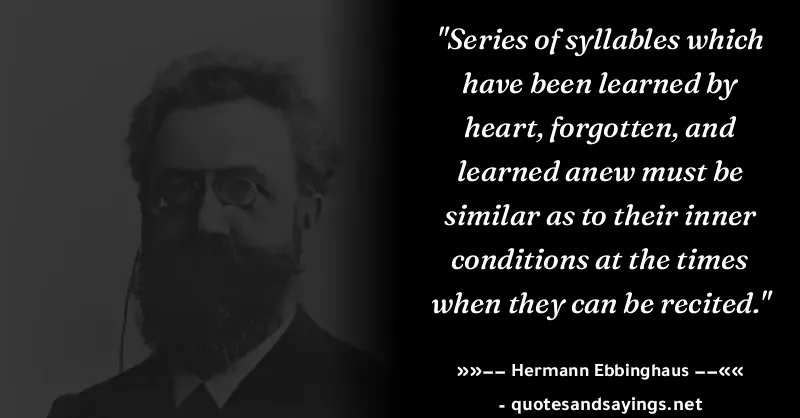 "Series of syllables which
have been learned by
heart, forgotten, and
learned anew must be
similar as to their inner
conditions at the times
when they can be recited."
»»–– Hermann Ebbinghaus ––««
- quotesandsayings.net